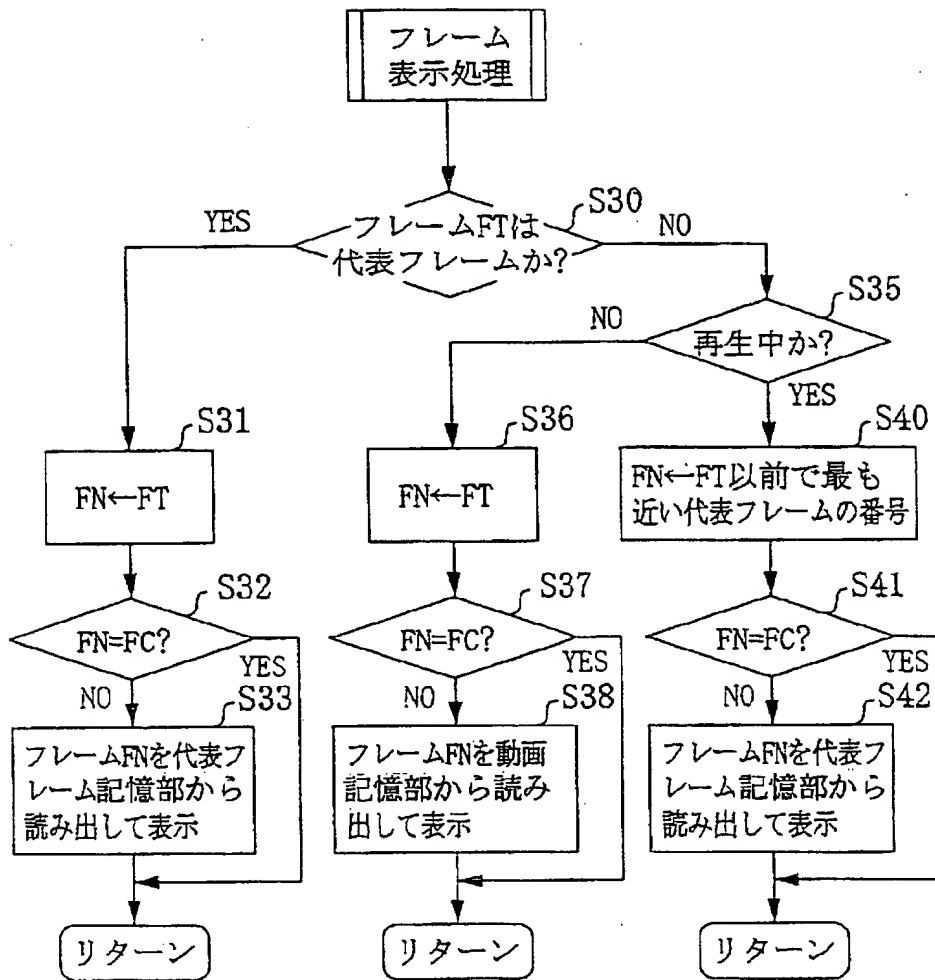 フレーム
表示処理
S30
YES
フレームFTは
代表フレームか?
NO
S35
NO
再生中か?
YES
S31
FN←FT
S36
FN←FT
S40
FN←FT以前で最も
近い代表フレームの番号
S32
FN=FC?
YES
NO
S37
FN=FC?
YES
NO
S41
FN=FC?
YES
NO
S33
フレームFNを代表フ
レーム記憶部から
読み出して表示
S38
フレームFNを動画
記憶部から読み
出して表示
S42
フレームFNを代表フ
レーム記憶部から
読み出して表示
リターン
リターン
リターン